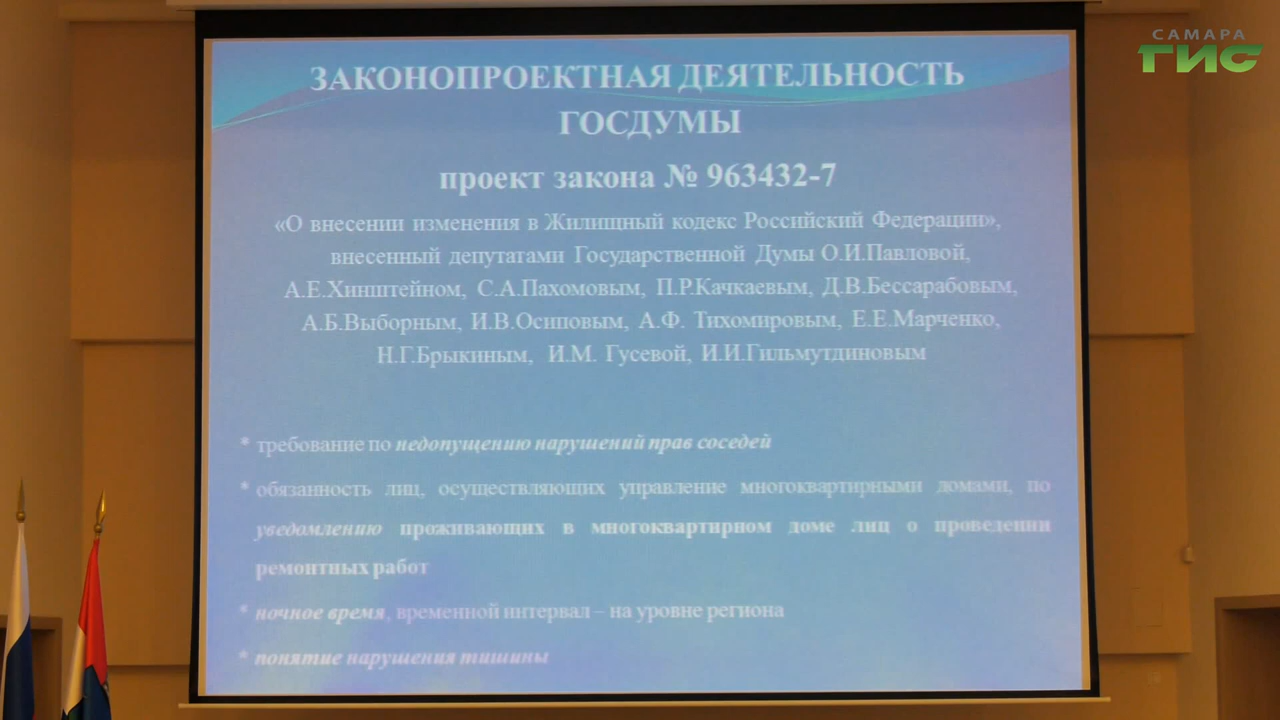 САМАРА
ГИС
ЗАКОНОПРОЕКТНАЯ ДЕЯТЕЛЬНОСТЬ
ГОСДУМЫ
проект закона № 963432-7
«О внесении изменения в Жилищный кодекс Российский Федерации»,
внесенный депутатами Государственной Думы О.И.Павловой,
А.Е.Хинштейном, С.А.Пахомовым, П.Р.Качкаевым, Д.В.Бессарабовым,
А.Б.Выборным, И.В.Осиповым, А.Ф. Тихомировым, Е.Е.Марченко,
Н.Г.Брыкиным, И.М. Гусевой, И.И.Гильмутдиновым
* требование по недопущению нарушений прав соседей
* обязанность лиц, осуществляющих управление многоквартирными домами, по
уведомлению проживающих в многоквартирном доме лиц о проведении
ремонтных работ
* ночное время, временной интервал – на уровне региона
* понятие нарушения тишины